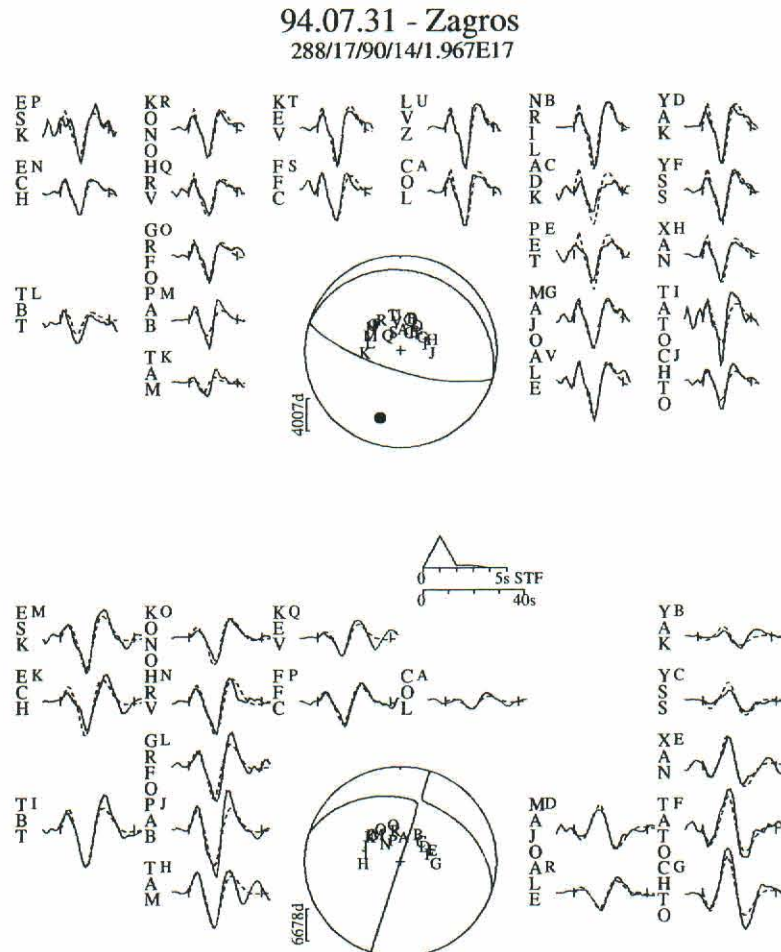 94.07.31 - Zagros
288/17/90/14/1.967E17
ESK P
KONO R
KEV T
LVZ U
NRIL B
YAK D
ECH N
HRV Q
FFC S
COL A
ADK C
YSS F
GRFO O
PET E
XAN H
TBT L
PAB M
MAJO G
TATO I
TAM K
AALE V
CHTO J
K
J
4007d
0 5s STF
0 40s
ESK M
KONO O
KEV Q
YAK B
ECH K
HRV N
FFC P
COL A
YSS C
GRFO L
XAN E
TBT I
PAB J
MAJO D
TATO F
TAM H
AALE R
CHTO G
H
G
6678d